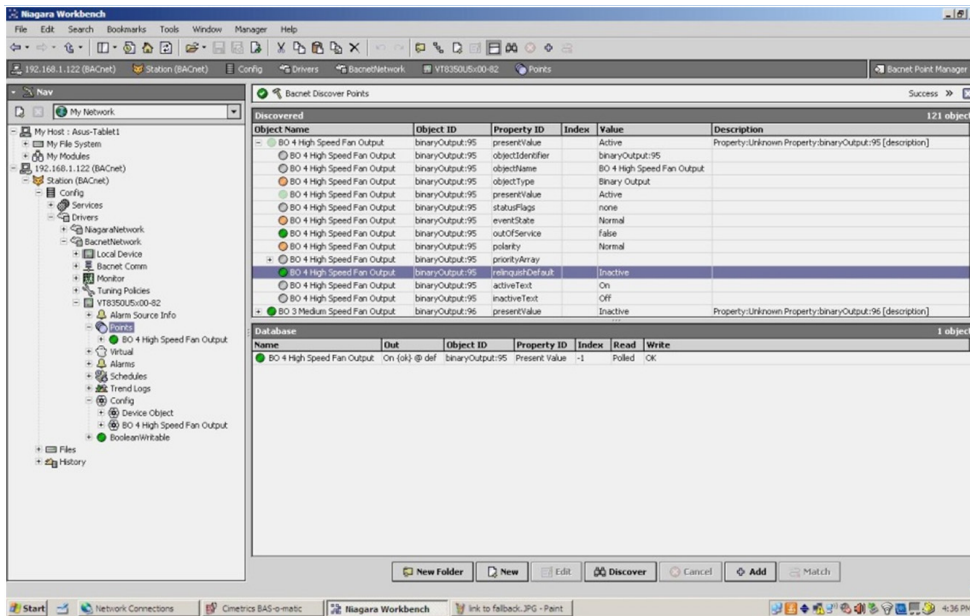 Niagara Workbench
File Edit Search Bookmarks Tools Window Manager Help
192.168.1.122 (BACnet) Station (BACnet) Config Drivers BacnetNetwork VT8350U5x00-82 Points Bacnet Point Manager
Nav
My Network
My Host : Asus-Tablet1
My File System
My Modules
192.168.1.122 (BACnet)
Station (BACnet)
Config
Services
Drivers
NiagaraNetwork
BacnetNetwork
Local Device
Bacnet Comm
Monitor
Tuning Policies
VT8350U5x00-82
Alarm Source Info
Points
BO 4 High Speed Fan Output
Virtual
Alarms
Schedules
Trend Logs
Config
Device Object
BO 4 High Speed Fan Output
BooleanWritable
Files
History
Bacnet Discover Points Success »
Discovered 121 object
Object Name Object ID Property ID Index Value Description
BO 4 High Speed Fan Output binaryOutput:95 presentValue Active Property:Unknown Property:binaryOutput:95 [description]
BO 4 High Speed Fan Output binaryOutput:95 objectIdentifier binaryOutput:95
BO 4 High Speed Fan Output binaryOutput:95 objectName BO 4 High Speed Fan Output
BO 4 High Speed Fan Output binaryOutput:95 objectType Binary Output
BO 4 High Speed Fan Output binaryOutput:95 presentValue Active
BO 4 High Speed Fan Output binaryOutput:95 statusFlags none
BO 4 High Speed Fan Output binaryOutput:95 eventState Normal
BO 4 High Speed Fan Output binaryOutput:95 outOfService false
BO 4 High Speed Fan Output binaryOutput:95 polarity Normal
BO 4 High Speed Fan Output binaryOutput:95 priorityArray
BO 4 High Speed Fan Output binaryOutput:95 relinquishDefault Inactive
BO 4 High Speed Fan Output binaryOutput:95 activeText On
BO 4 High Speed Fan Output binaryOutput:95 inactiveText Off
BO 3 Medium Speed Fan Output binaryOutput:96 presentValue Inactive Property:Unknown Property:binaryOutput:96 [description]
Database 1 object
Name Out Object ID Property ID Index Read Write
BO 4 High Speed Fan Output On {ok} @ def binaryOutput:95 Present Value -1 Polled OK
New Folder New Edit Discover Cancel Add Match
Start Network Connections Cimetrics BAS-o-matic Niagara Workbench link to fallback.JPG - Paint 4:36 PM